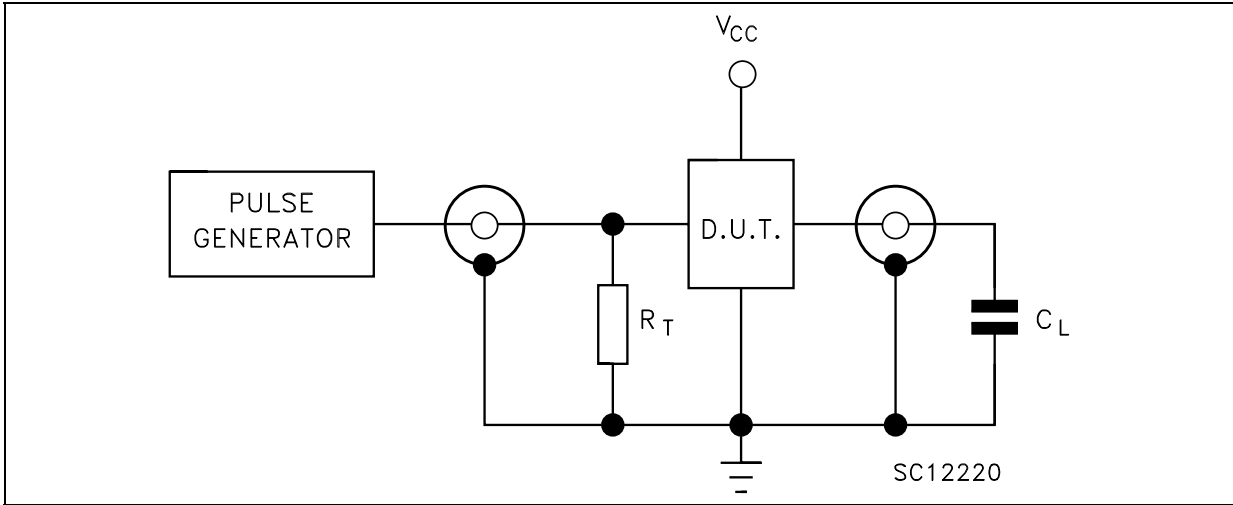 VCC
PULSE
GENERATOR
D.U.T.
RT
CL
SC12220